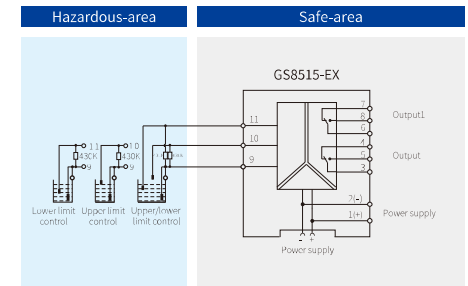 Hazardous-area
Safe-area
GS8515-EX
11
10
9
11
430K
9
10
430K
9
Lower limit
control
Upper limit
control
Upper/lower
limit control
7
8
6
4
5
3
2(-)
1(+)
Output1
Output
Power supply
- +
Power supply